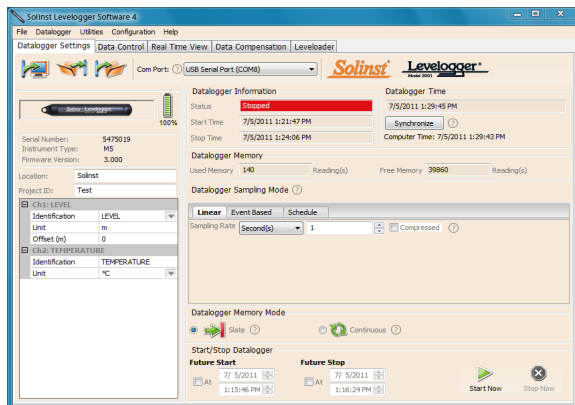 Solinst Levelogger Software 4
File Datalogger Utilities Configuration Help
Datalogger Settings Data Control Real Time View Data Compensation Leveloader
Com Port: USB Serial Port (COM8)
Solinst Levelogger
Model 3001
Solinst Levelogger
100%
Serial Number: 5475019
Instrument Type: M5
Firmware Version: 3.000
Location: Solinst
Project ID: Test
Ch1: LEVEL
Identification LEVEL
Unit m
Offset (m) 0
Ch2: TEMPERATURE
Identification TEMPERATURE
Unit °C
Datalogger Information
Status Stopped
Start Time 7/5/2011 1:21:47 PM
Stop Time 7/5/2011 1:24:06 PM
Datalogger Time
7/5/2011 1:29:45 PM
Synchronize
Computer Time: 7/5/2011 1:29:43 PM
Datalogger Memory
Used Memory 140 Reading(s) Free Memory 39860 Reading(s)
Datalogger Sampling Mode
Linear Event Based Schedule
Sampling Rate Second(s) 1 Compressed
Datalogger Memory Mode
Slate Continuous
Start/Stop Datalogger
Future Start Future Stop
At 7/ 5/2011 At 7/ 5/2011
1:15:46 PM 1:16:24 PM
Start Now Stop Now